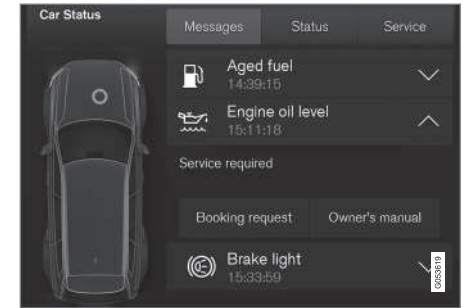 Car Status
Messages Status Service
Aged fuel
14:39:15
Engine oil level
15:11:18
Service required
Booking request Owner's manual
Brake light
15:33:59
G053619